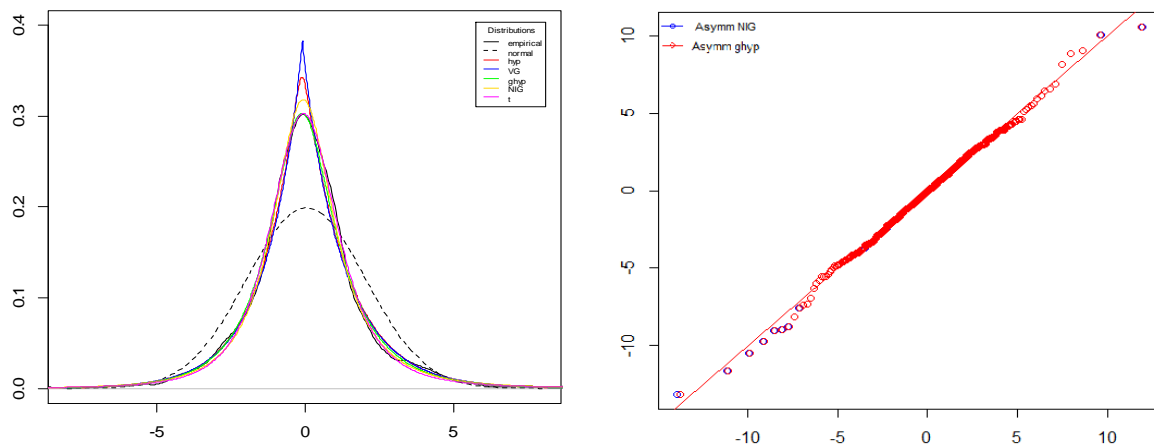 0.4
0.3
0.2
0.1
0.0
-5
0
5
Distributions
empirical
normal
hyp
VG
ghyp
NIG
t
Asymm NIG
Asymm ghyp
10
5
0
-5
-10
-10
-5
0
5
10